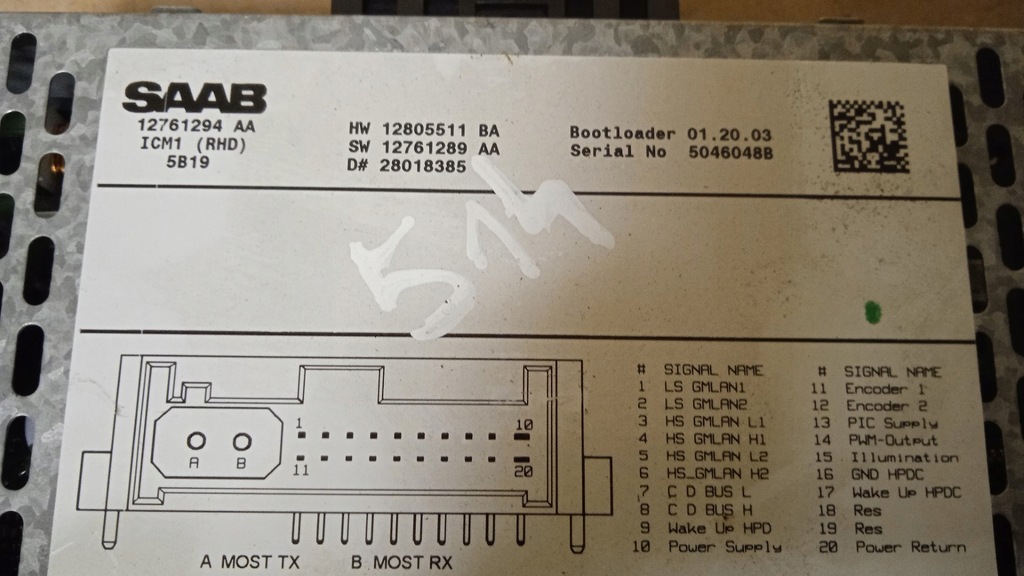 SAAB
12761294 AA
ICM1 (RHD)
5B19
HW 12805511 BA
SW 12761289 AA
D# 28018385
Bootloader 01.20.03
Serial No 5046048B
514
1 10
A B
11 20
A MOST TX B MOST RX
# SIGNAL NAME
1 LS GMLAN1
2 LS GMLAN2
3 HS GMLAN L1
4 HS GMLAN H1
5 HS GMLAN L2
6 HS_GMLAN H2
7 C D BUS L
8 C D BUS H
9 Wake Up HPD
10 Power Supply
# SIGNAL NAME
11 Encoder 1
12 Encoder 2
13 PIC Supply
14 PWM-Output
15 Illumination
16 GND HPDC
17 Wake Up HPDC
18 Res
19 Res
20 Power Return